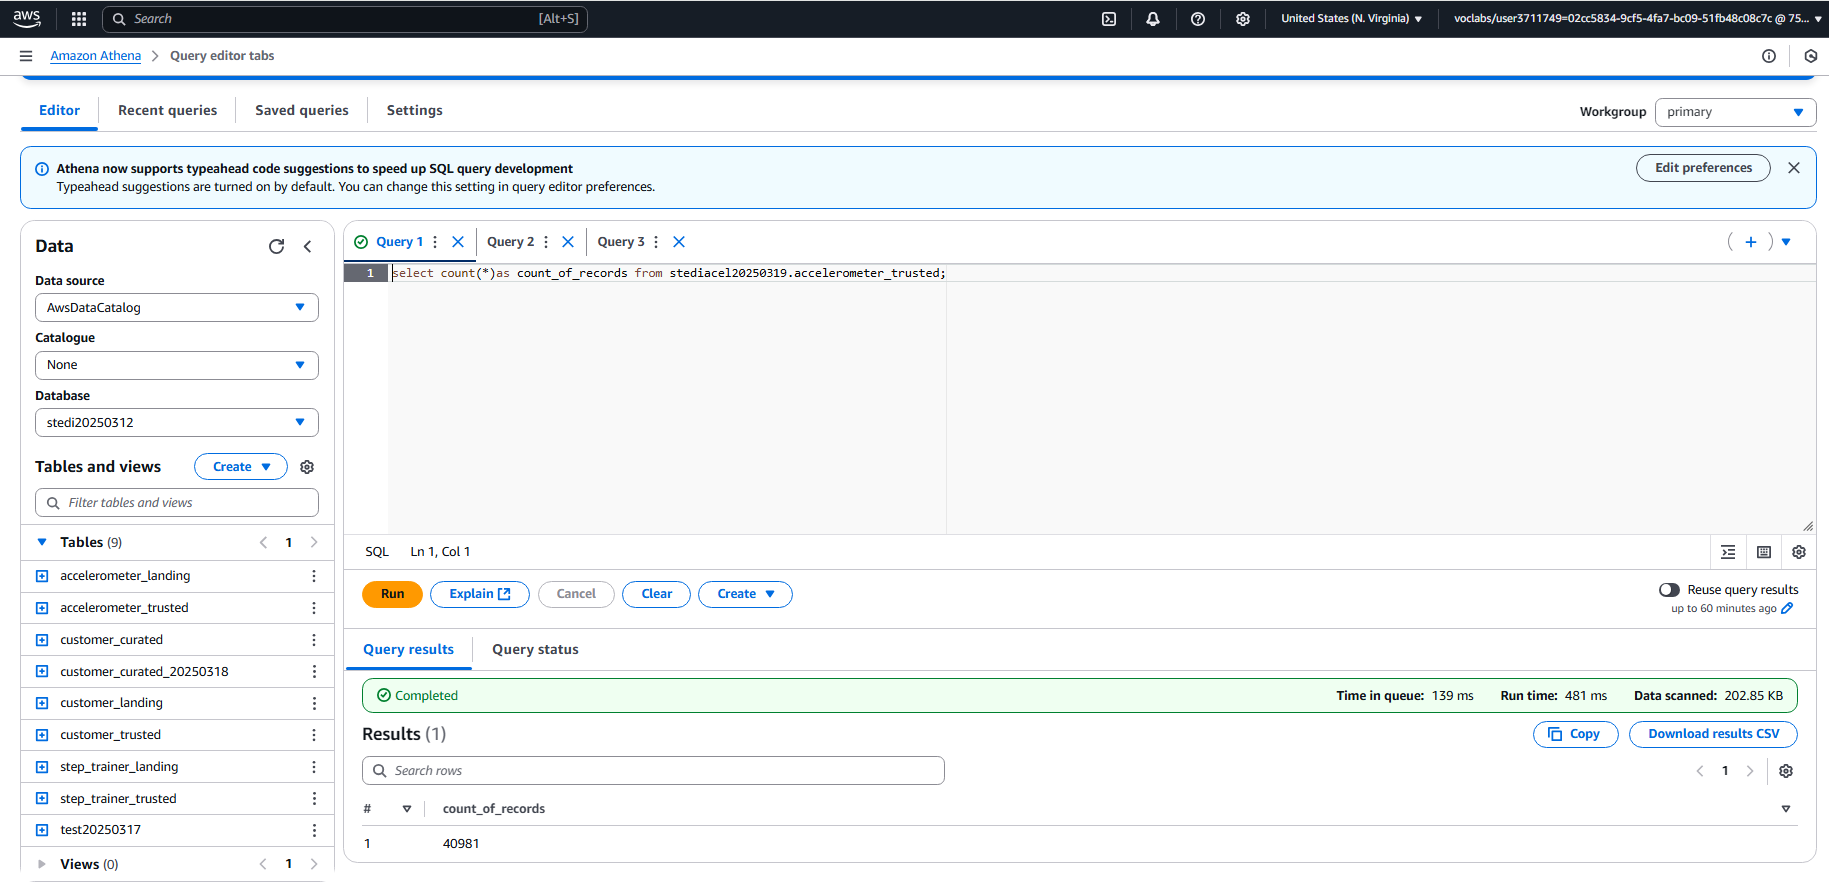 aws
Search [Alt+S]
United States (N. Virginia)
voclabs/user3711749=02cc5834-9cf5-4fa7-bc09-51fb48c08c7c @ 75...
Amazon Athena
Query editor tabs
Editor
Recent queries
Saved queries
Settings
Workgroup
primary
Athena now supports typeahead code suggestions to speed up SQL query development
Typeahead suggestions are turned on by default. You can change this setting in query editor preferences.
Edit preferences
Data
Data source
AwsDataCatalog
Catalogue
None
Database
stedi20250312
Tables and views
Create
Filter tables and views
Tables (9)
1
accelerometer_landing
accelerometer_trusted
customer_curated
customer_curated_20250318
customer_landing
customer_trusted
step_trainer_landing
step_trainer_trusted
test20250317
Views (0)
1
Query 1
Query 2
Query 3
1
select count(*)as count_of_records from stediacel20250319.accelerometer_trusted;
SQL
Ln 1, Col 1
Run
Explain
Cancel
Clear
Create
Reuse query results
up to 60 minutes ago
Query results
Query status
Completed
Time in queue: 139 ms
Run time: 481 ms
Data scanned: 202.85 KB
Results (1)
Copy
Download results CSV
Search rows
1
# count_of_records
1 40981